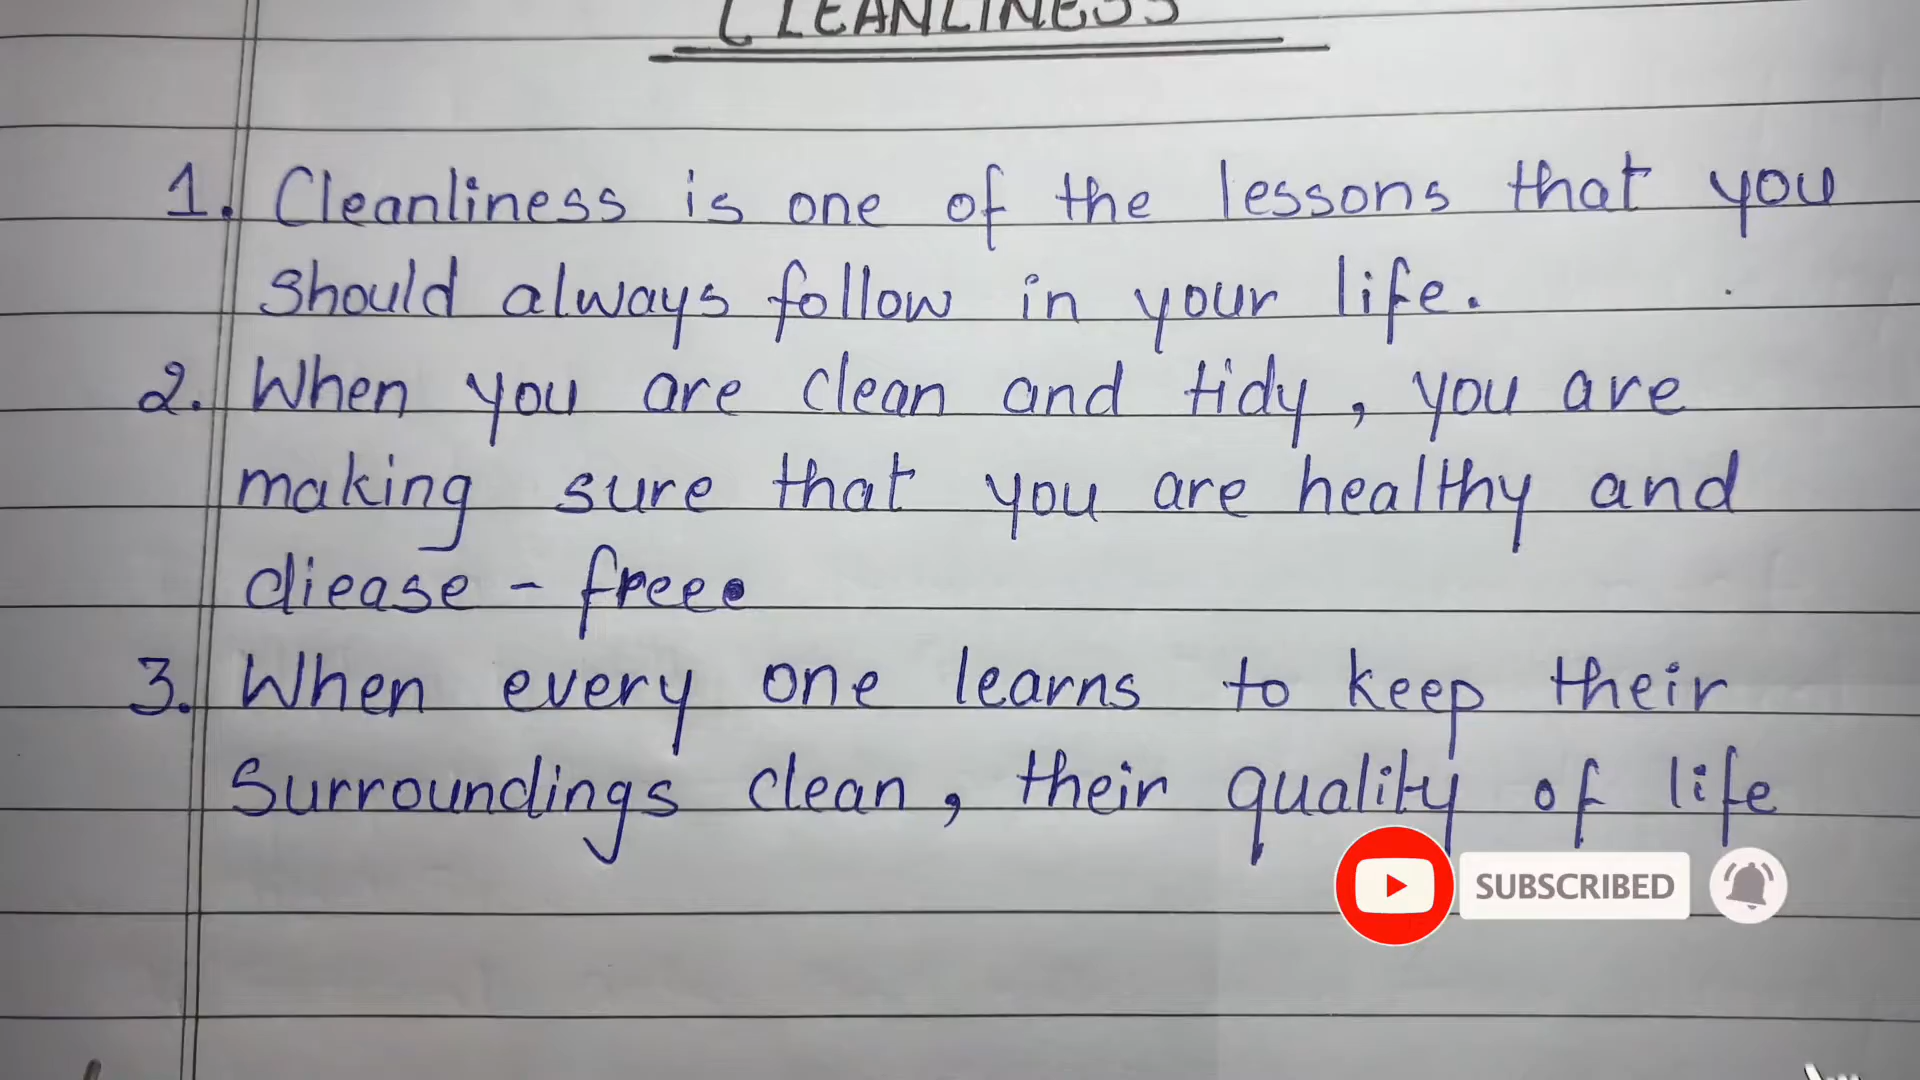 CLEANLINESS
1. Cleanliness is one of the lessons that you
should always follow in your life.
2. When you are clean and tidy, you are
making sure that you are healthy and
diease - free.
3. When every one learns to keep their
surroundings clean, their quality of life
SUBSCRIBED